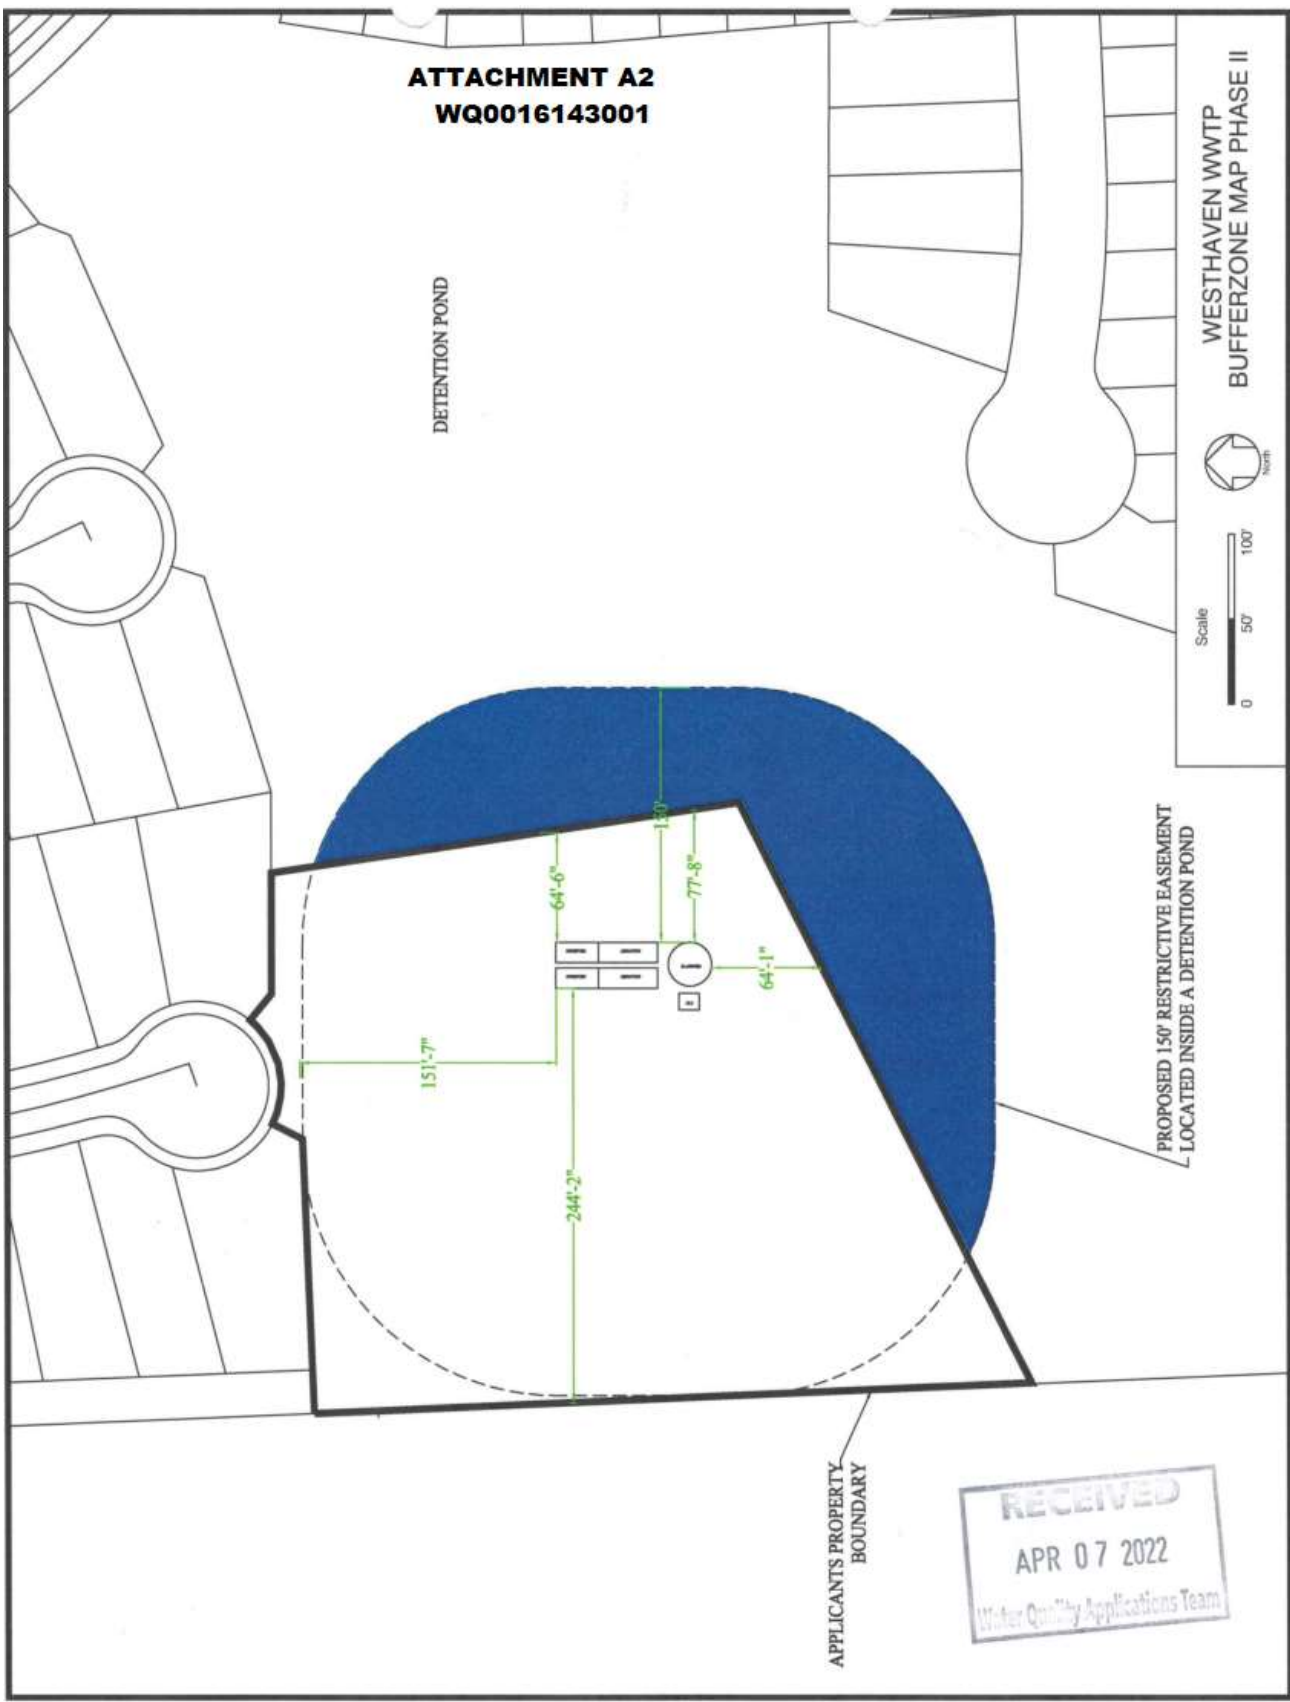 ATTACHMENT A2
WQ0016143001
DETENTION POND
WESTHAVEN WWTP
BUFFERZONE MAP PHASE II
North
Scale
0 50' 100'
150'
64'-6"
77'-8"
64'-1"
151'-7"
244'-2"
PROPOSED 150' RESTRICTIVE EASEMENT
LOCATED INSIDE A DETENTION POND
APPLICANTS PROPERTY
BOUNDARY
RECEIVED
APR 07 2022
Water Quality Applications Team